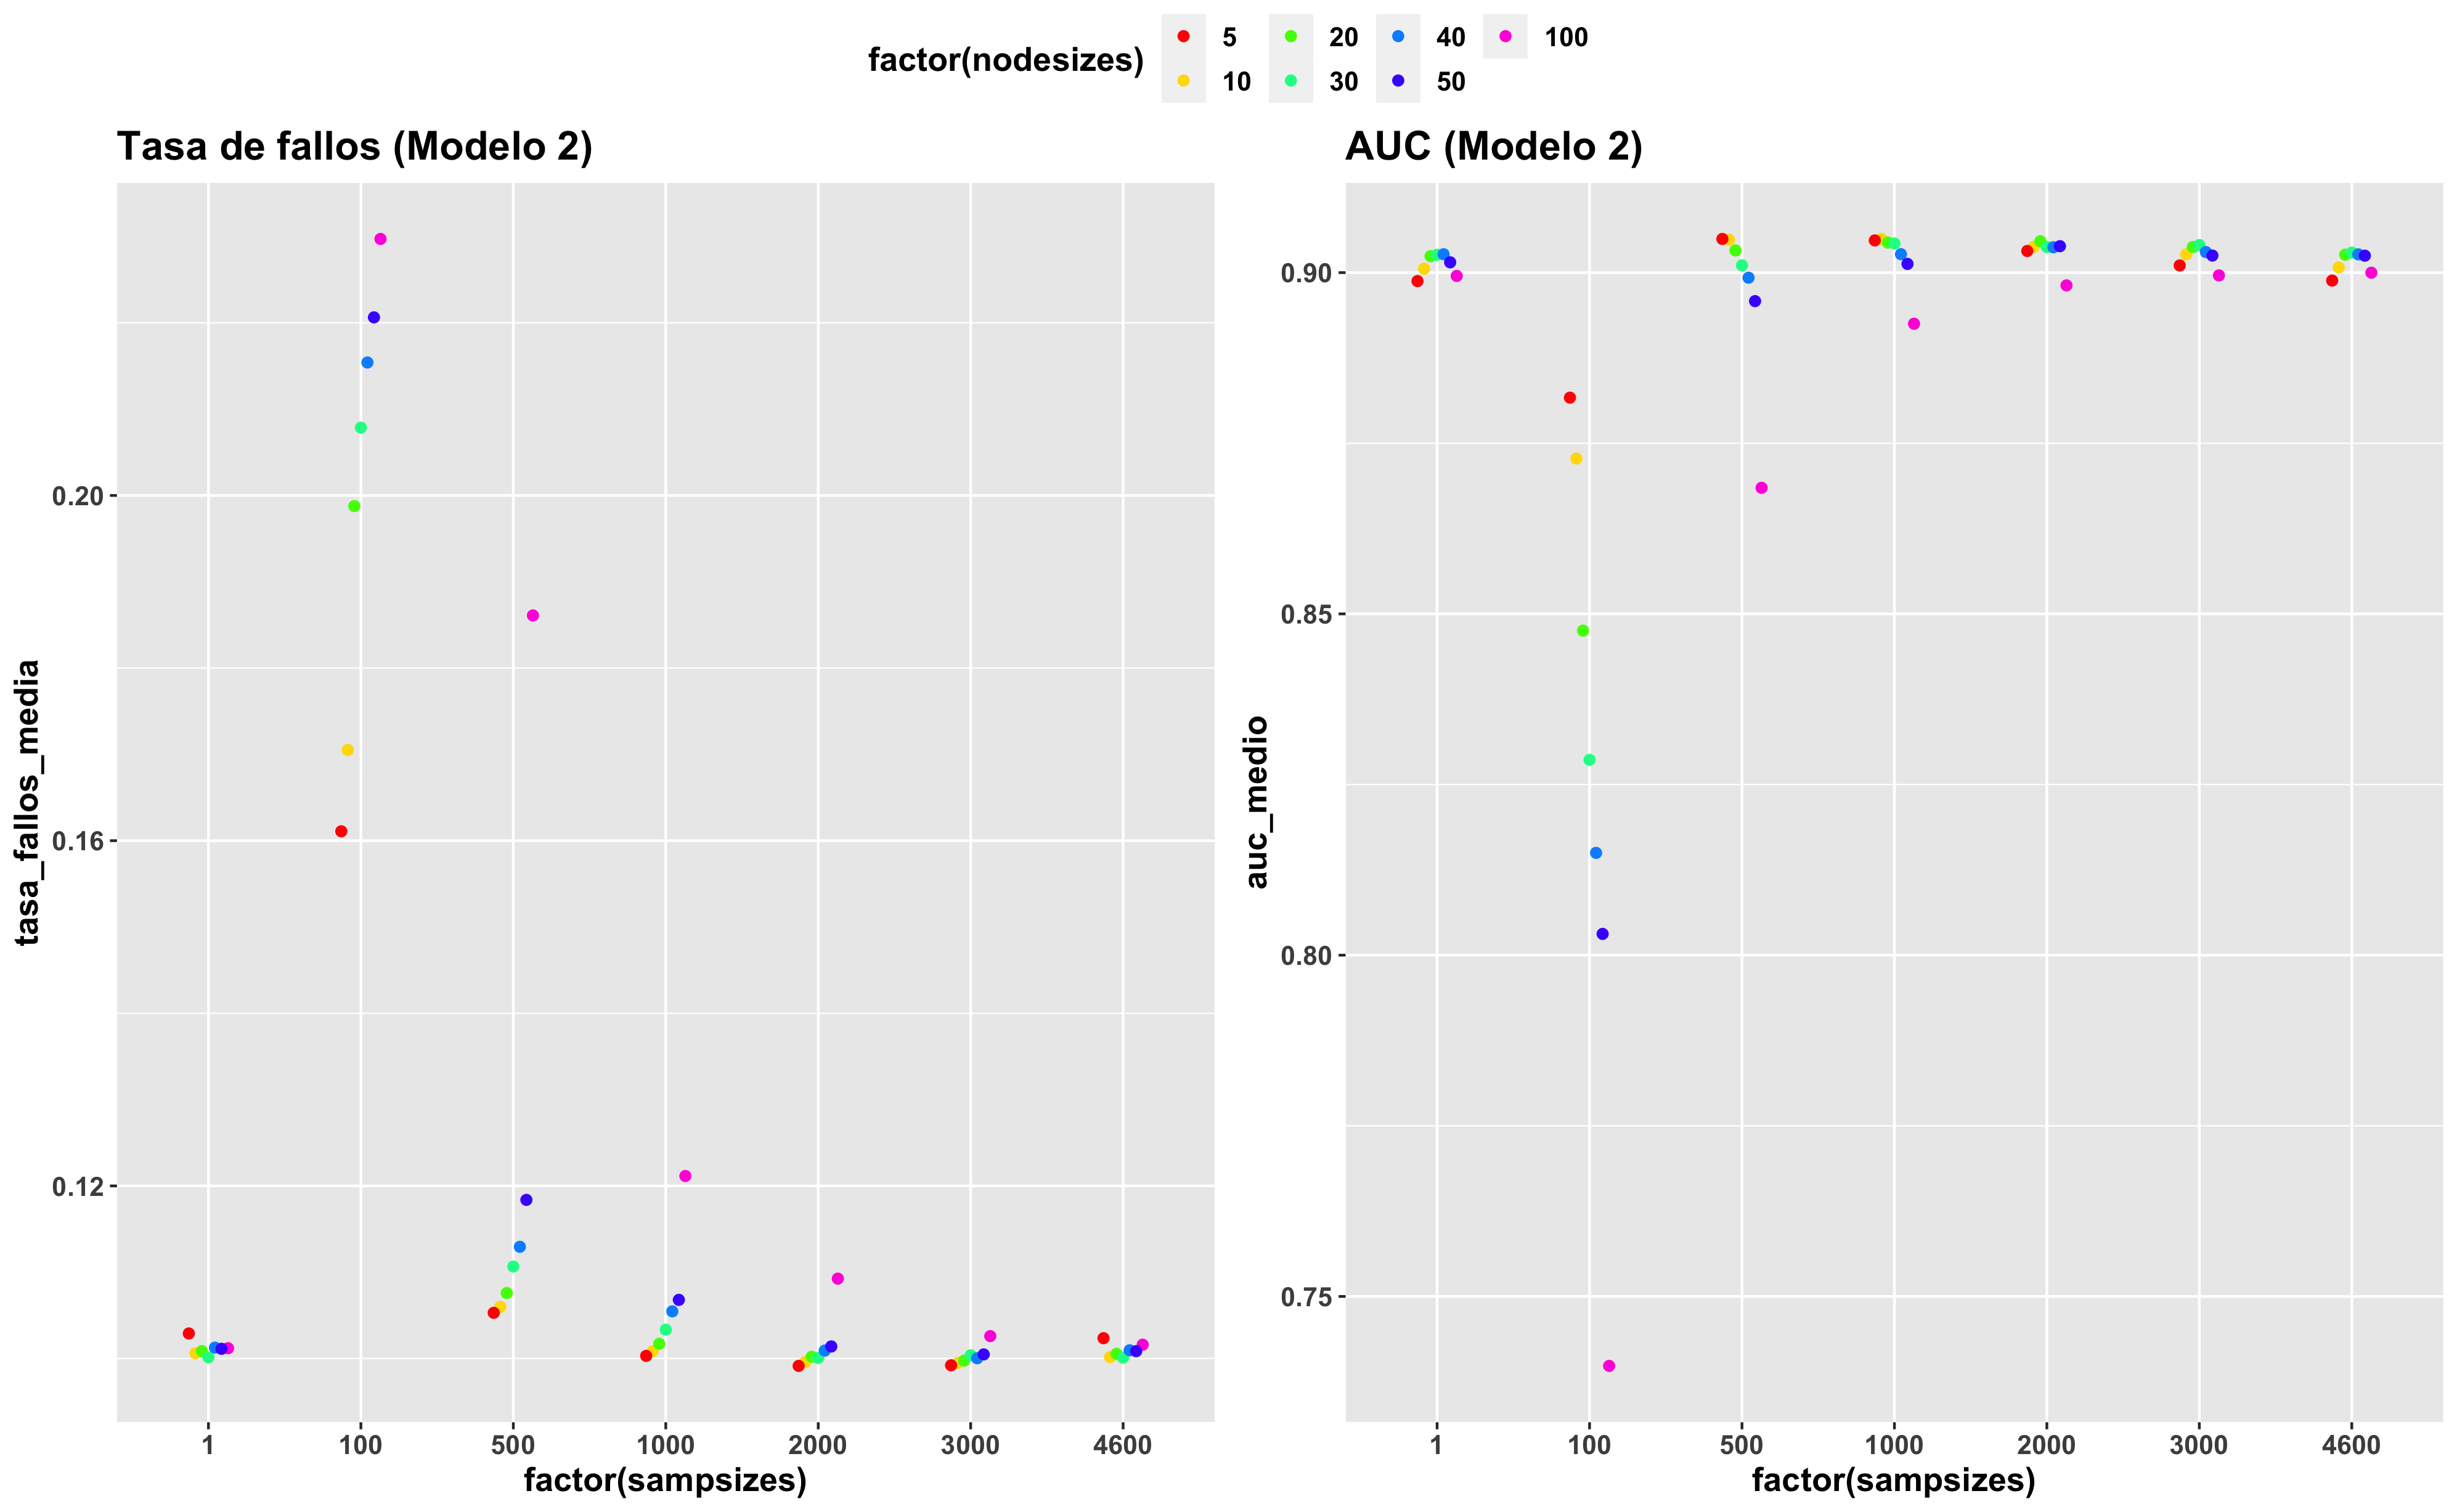 factor(nodesizes)
5 20 40 100
10 30 50
Tasa de fallos (Modelo 2)
tasa_fallos_media
0.20
0.16
0.12
1 100 500 1000 2000 3000 4600
factor(sampsizes)
AUC (Modelo 2)
auc_medio
0.90
0.85
0.80
0.75
1 100 500 1000 2000 3000 4600
factor(sampsizes)